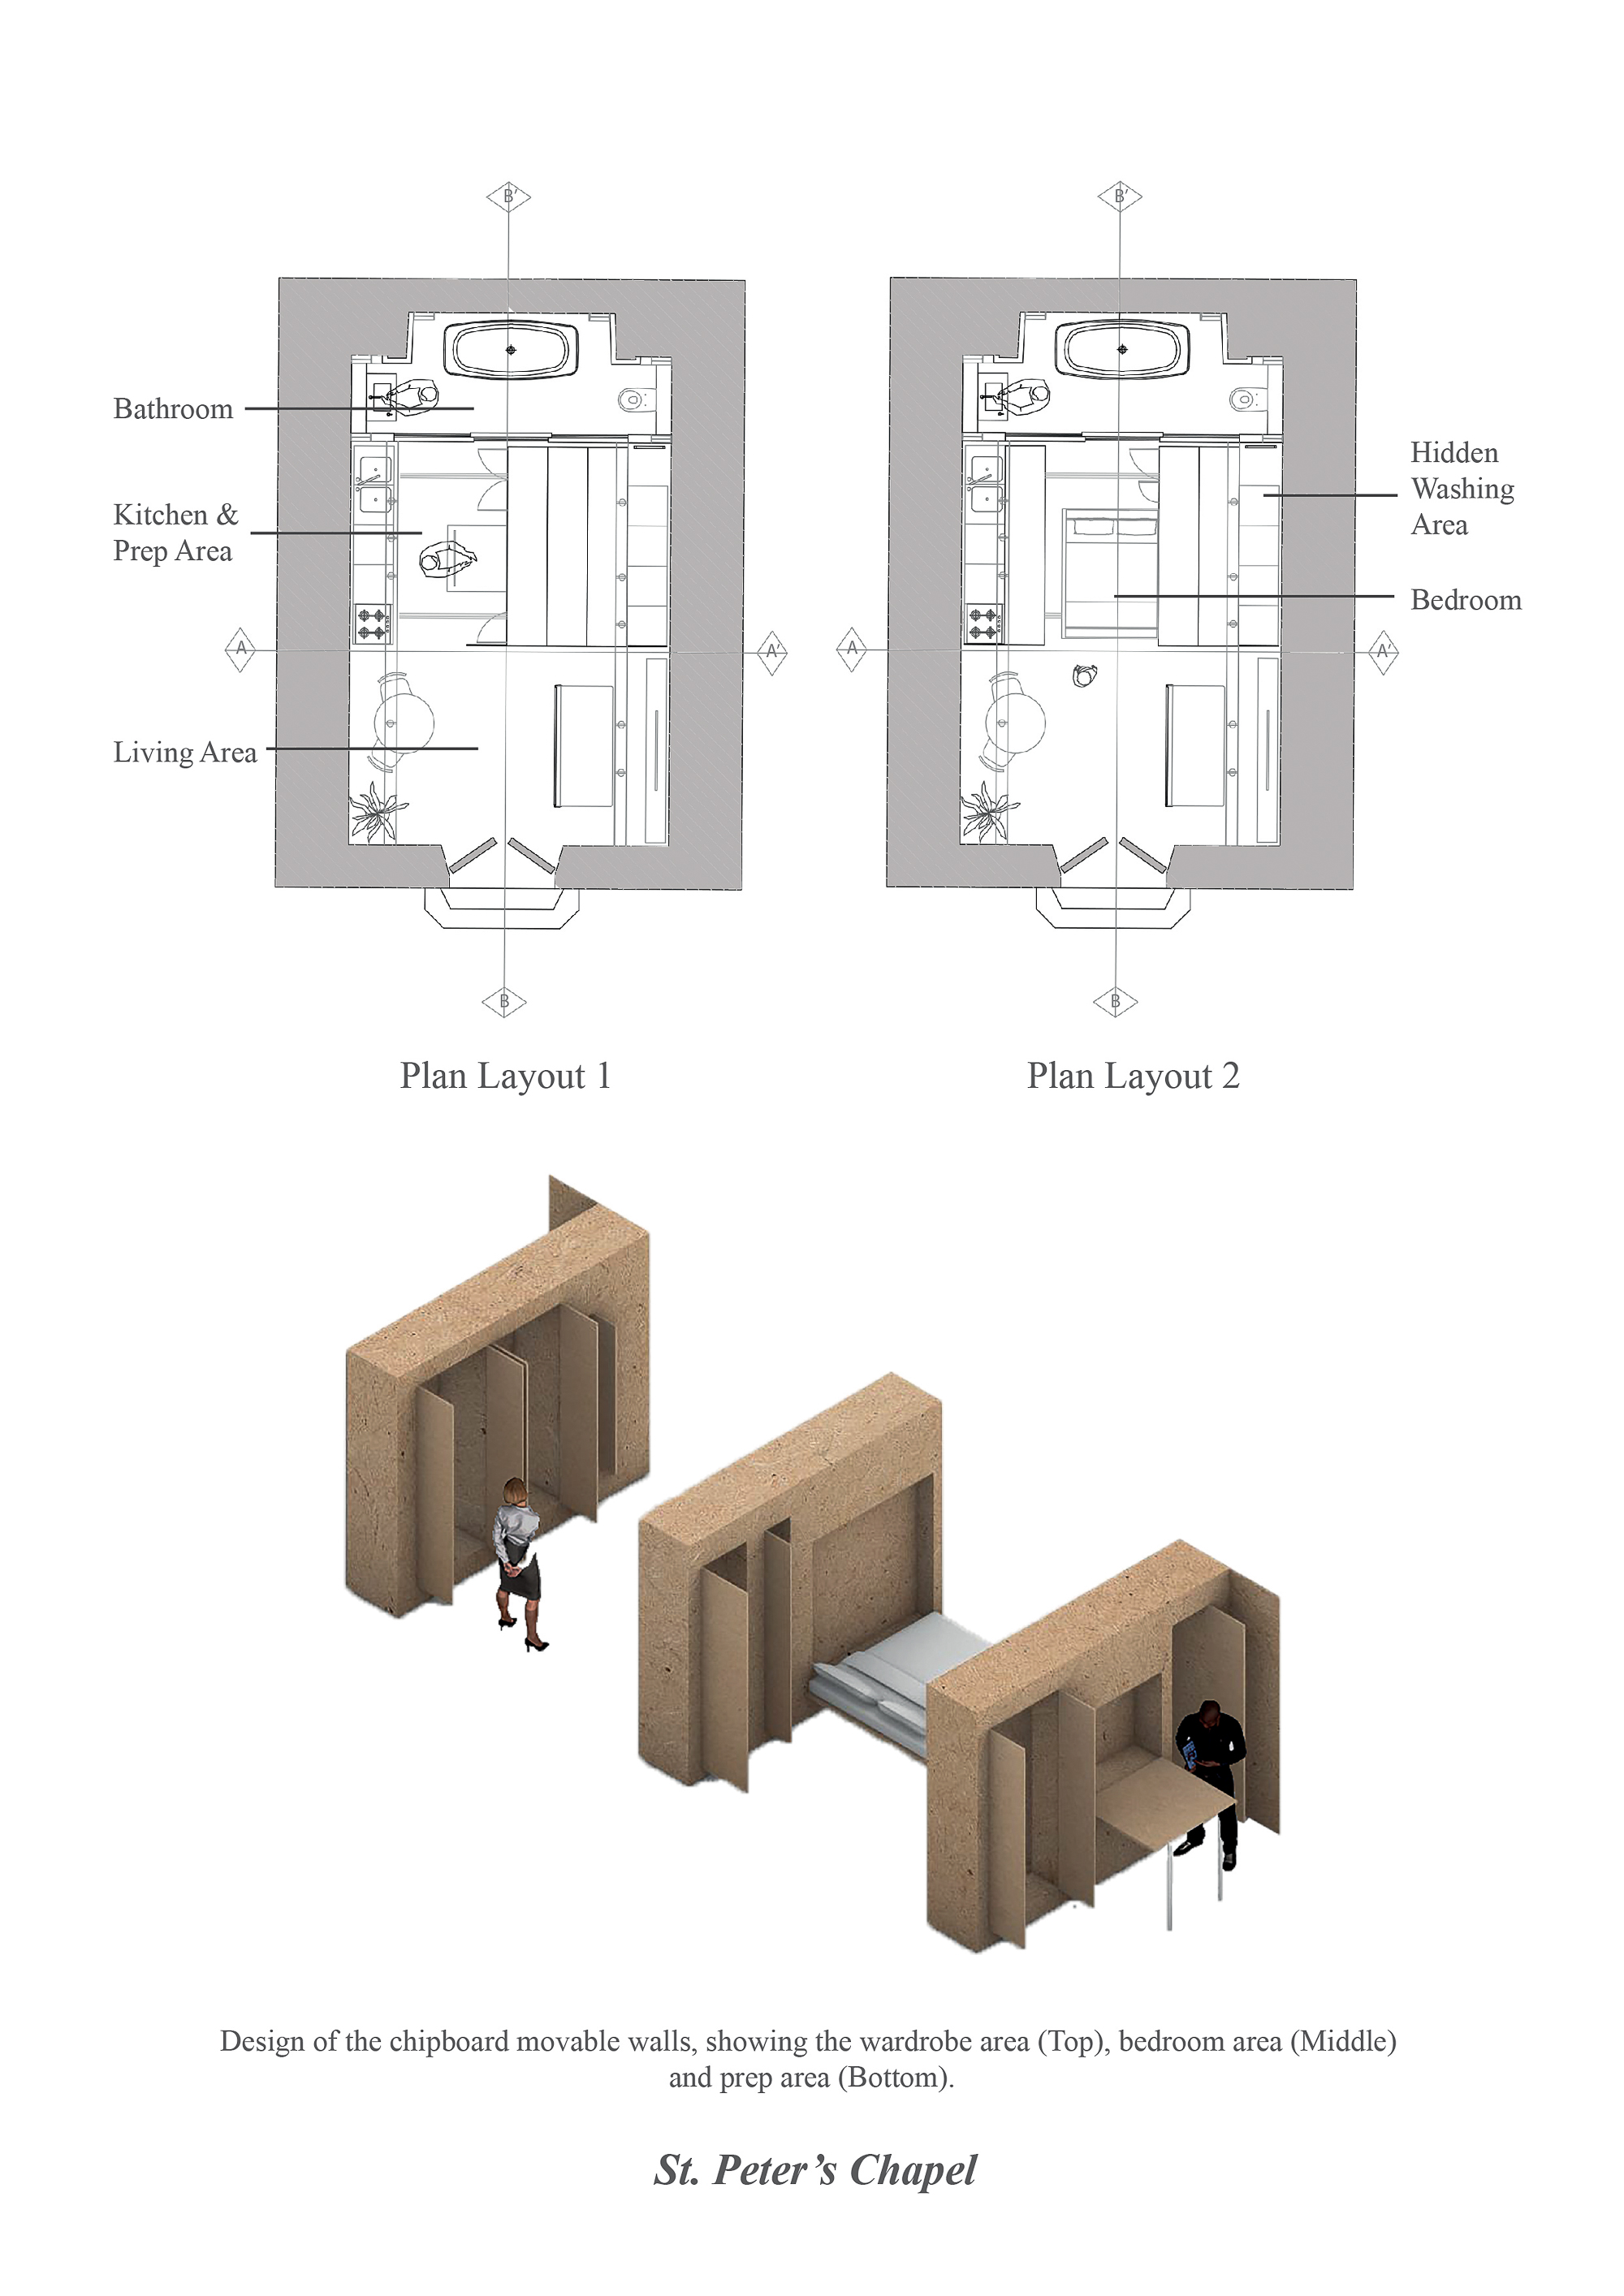 B'
B'
Bathroom
Hidden
Washing
Area
Kitchen &
Prep Area
Bedroom
A
A'
A
A'
Living Area
B
B
Plan Layout 1
Plan Layout 2
Design of the chipboard movable walls, showing the wardrobe area (Top), bedroom area (Middle)
and prep area (Bottom).
St. Peter’s Chapel